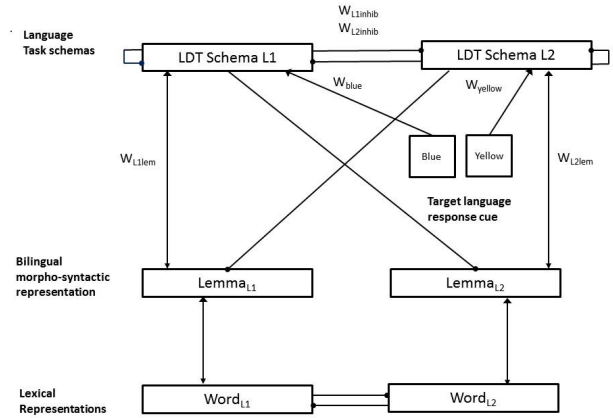 W_L1inhib
W_L2inhib
Language
Task schemas
LDT Schema L1
LDT Schema L2
W_blue
W_yellow
Blue
Yellow
W_L1lem
W_L2lem
Target language
response cue
Bilingual
morpho-syntactic
representation
Lemma_L1
Lemma_L2
Lexical
Representations
Word_L1
Word_L2